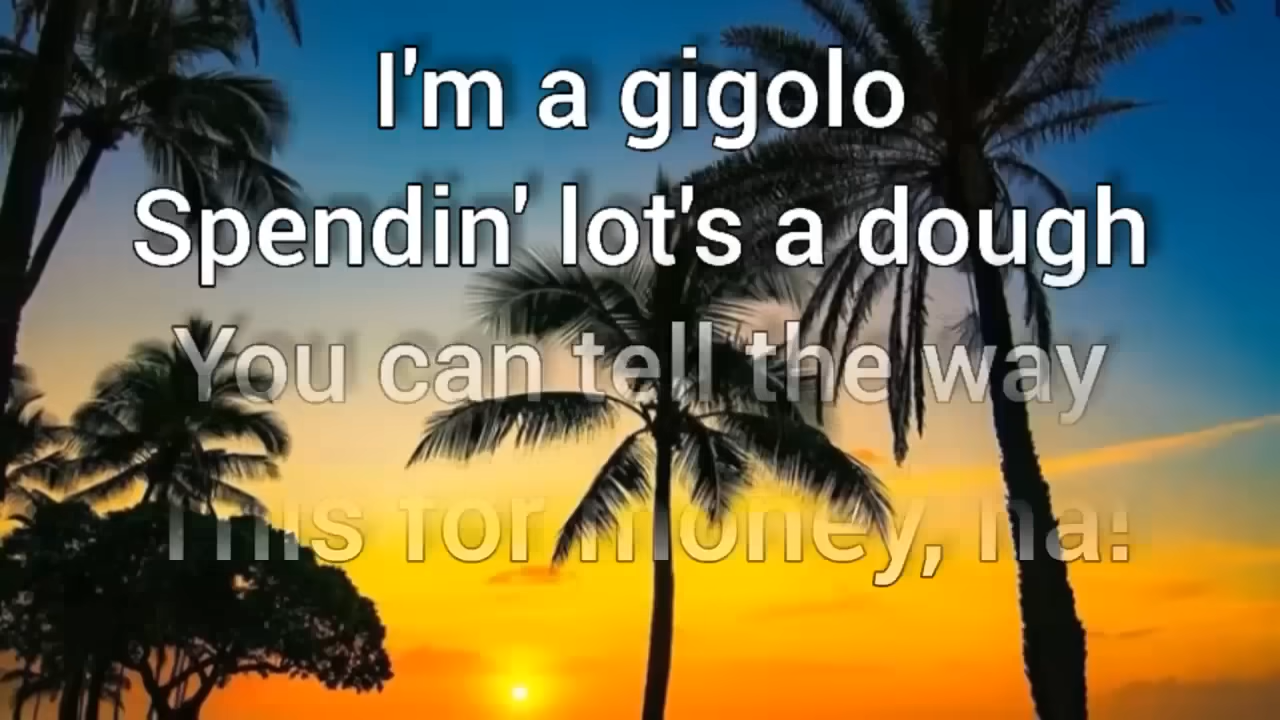 I'm a gigolo
Spendin' lot's a dough
You can tell the way
This for money, ha!